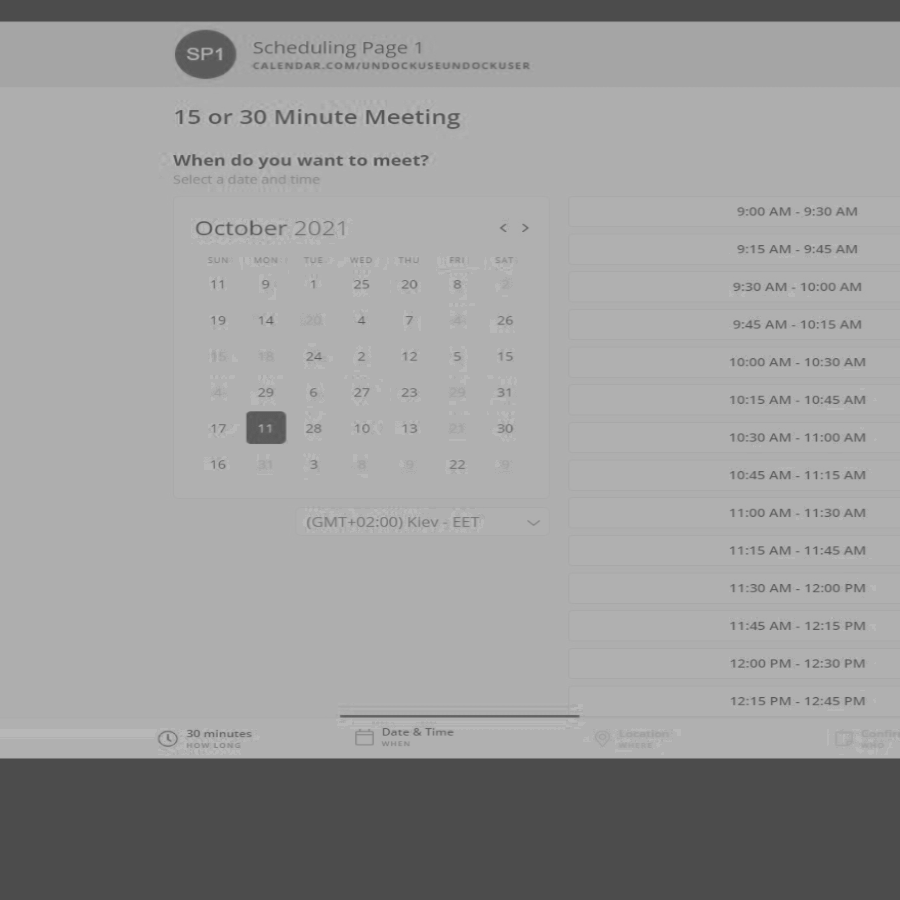 SP1
Scheduling Page 1
CALENDAR.COM/UNDOCKUSEUNDOCKUSER
15 or 30 Minute Meeting
When do you want to meet?
Select a date and time
October 2021
< >
SUN MON TUE WED THU FRI SAT
11 9 1 25 20 8 2
19 14 20 4 7 4 26
15 18 24 2 12 5 15
4 29 6 27 23 29 31
17 11 28 10 13 21 30
16 31 3 8 9 22 9
(GMT+02:00) Kiev - EET
9:00 AM - 9:30 AM
9:15 AM - 9:45 AM
9:30 AM - 10:00 AM
9:45 AM - 10:15 AM
10:00 AM - 10:30 AM
10:15 AM - 10:45 AM
10:30 AM - 11:00 AM
10:45 AM - 11:15 AM
11:00 AM - 11:30 AM
11:15 AM - 11:45 AM
11:30 AM - 12:00 PM
11:45 AM - 12:15 PM
12:00 PM - 12:30 PM
12:15 PM - 12:45 PM
30 minutes
HOW LONG
Date & Time
WHEN
Location
WHERE
WHO